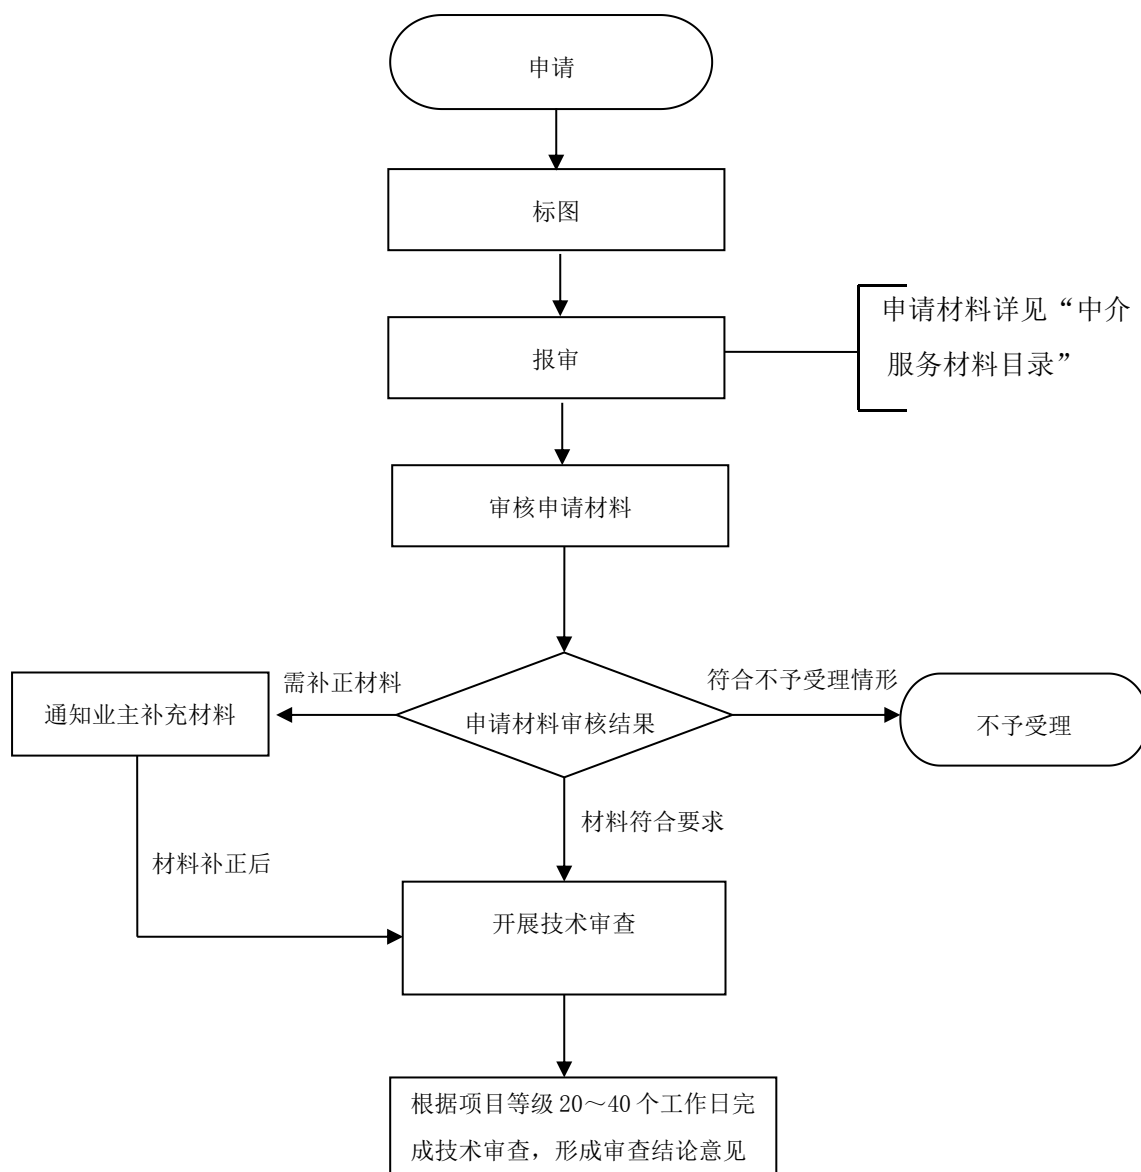 申请
标图
报审
申请材料详见“中介
服务材料目录”
审核申请材料
需补正材料
符合不予受理情形
通知业主补充材料
申请材料审核结果
不予受理
材料符合要求
材料补正后
开展技术审查
根据项目等级 20～40 个工作日完
成技术审查，形成审查结论意见